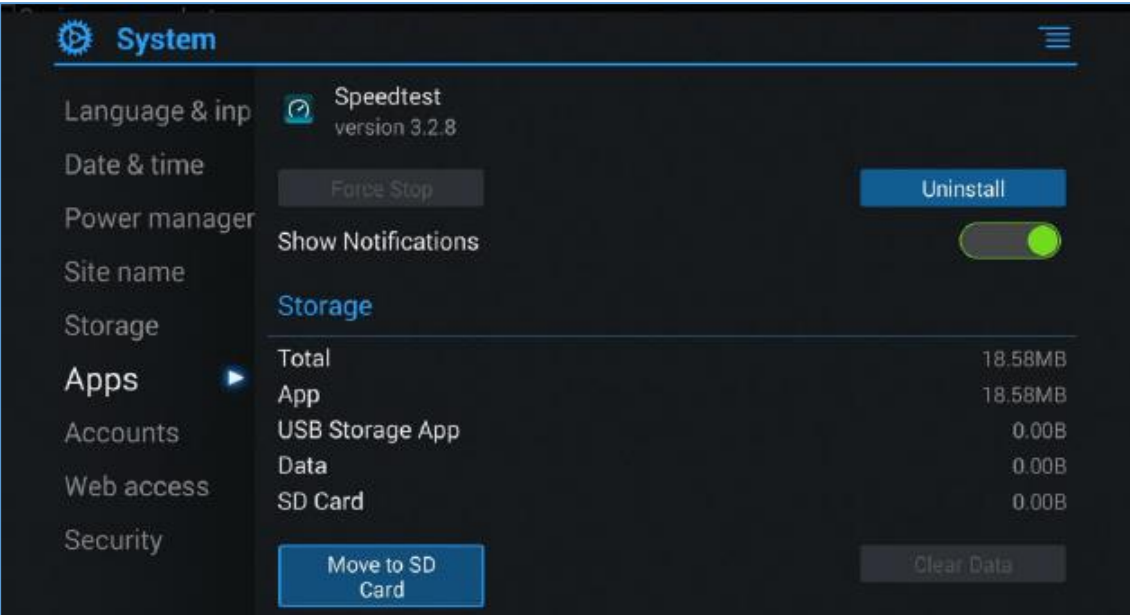 System
Language & inp
Date & time
Power manager
Site name
Storage
Apps
Accounts
Web access
Security
Speedtest
version 3.2.8
Force Stop
Uninstall
Show Notifications
Storage
Total 18.58MB
App 18.58MB
USB Storage App 0.00B
Data 0.00B
SD Card 0.00B
Move to SD
Card
Clear Data